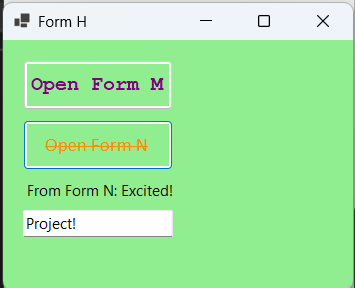 Form H
Open Form M
Open Form N
From Form N: Excited!
Project!